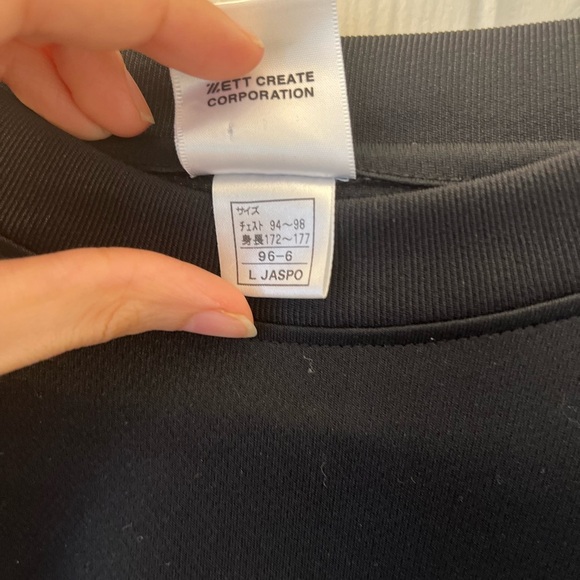 ZETT CREATE
CORPORATION
サイズ
チェスト 94〜98
身長172〜177
96-6
L JASPO